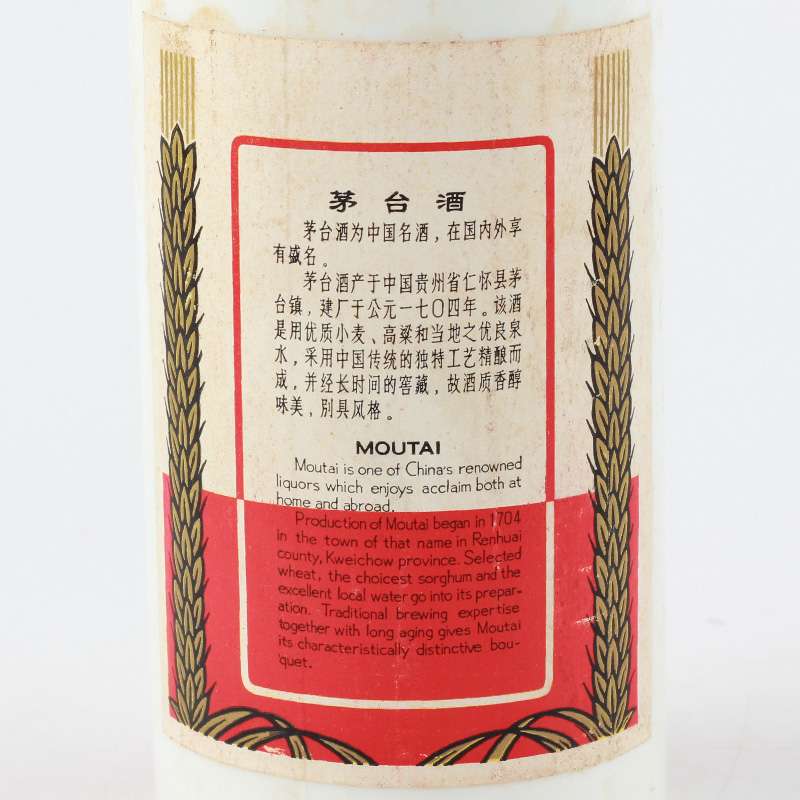 茅台酒
茅台酒为中国名酒，在国内外享
有盛名。
茅台酒产于中国贵州省仁怀县茅
台镇，建厂于公元一七〇四年。该酒
是用优质小麦、高粱和当地之优良泉
水，采用中国传统的独特工艺精酿而
成，并经长时间的窖藏，故酒质香醇
味美，别具风格。
MOUTAI
Moutai is one of China's renowned
liquors which enjoys acclaim both at
home and abroad.
Production of Moutai began in 1704
in the town of that name in Renhuai
county, Kweichow province. Selected
wheat, the choicest sorghum and the
excellent local water go into its prepar-
ation. Traditional brewing expertise
together with long aging gives Moutai
its characteristically distinctive bou-
quet.